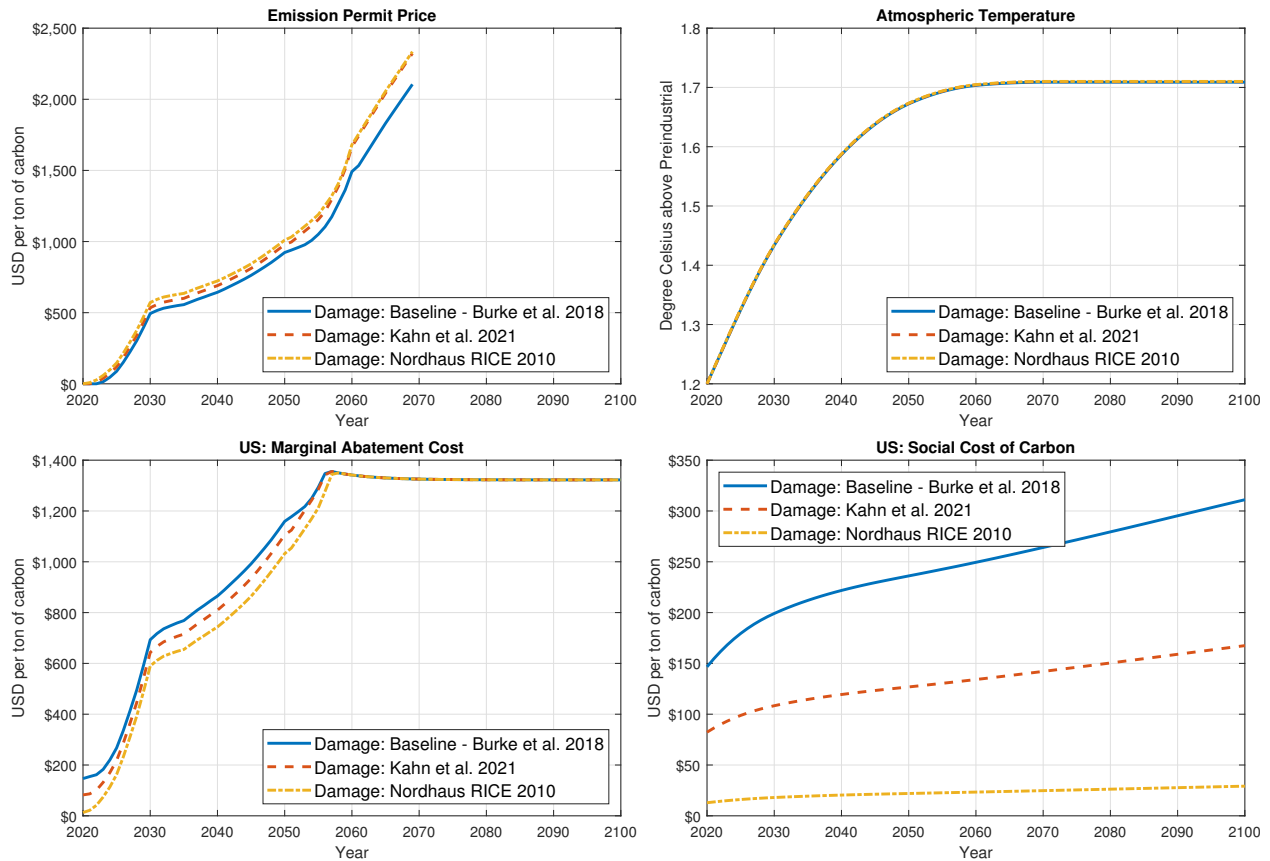 Emission Permit Price
$2,500
$2,000
$1,500
$1,000
$500
$0
USD per ton of carbon
2020 2030 2040 2050 2060 2070 2080 2090 2100
Year
Damage: Baseline - Burke et al. 2018
Damage: Kahn et al. 2021
Damage: Nordhaus RICE 2010
Atmospheric Temperature
1.8
1.7
1.6
1.5
1.4
1.3
1.2
Degree Celsius above Preindustrial
2020 2030 2040 2050 2060 2070 2080 2090 2100
Year
Damage: Baseline - Burke et al. 2018
Damage: Kahn et al. 2021
Damage: Nordhaus RICE 2010
US: Marginal Abatement Cost
$1,400
$1,200
$1,000
$800
$600
$400
$200
$0
USD per ton of carbon
2020 2030 2040 2050 2060 2070 2080 2090 2100
Year
Damage: Baseline - Burke et al. 2018
Damage: Kahn et al. 2021
Damage: Nordhaus RICE 2010
US: Social Cost of Carbon
$350
$300
$250
$200
$150
$100
$50
$0
USD per ton of carbon
2020 2030 2040 2050 2060 2070 2080 2090 2100
Year
Damage: Baseline - Burke et al. 2018
Damage: Kahn et al. 2021
Damage: Nordhaus RICE 2010